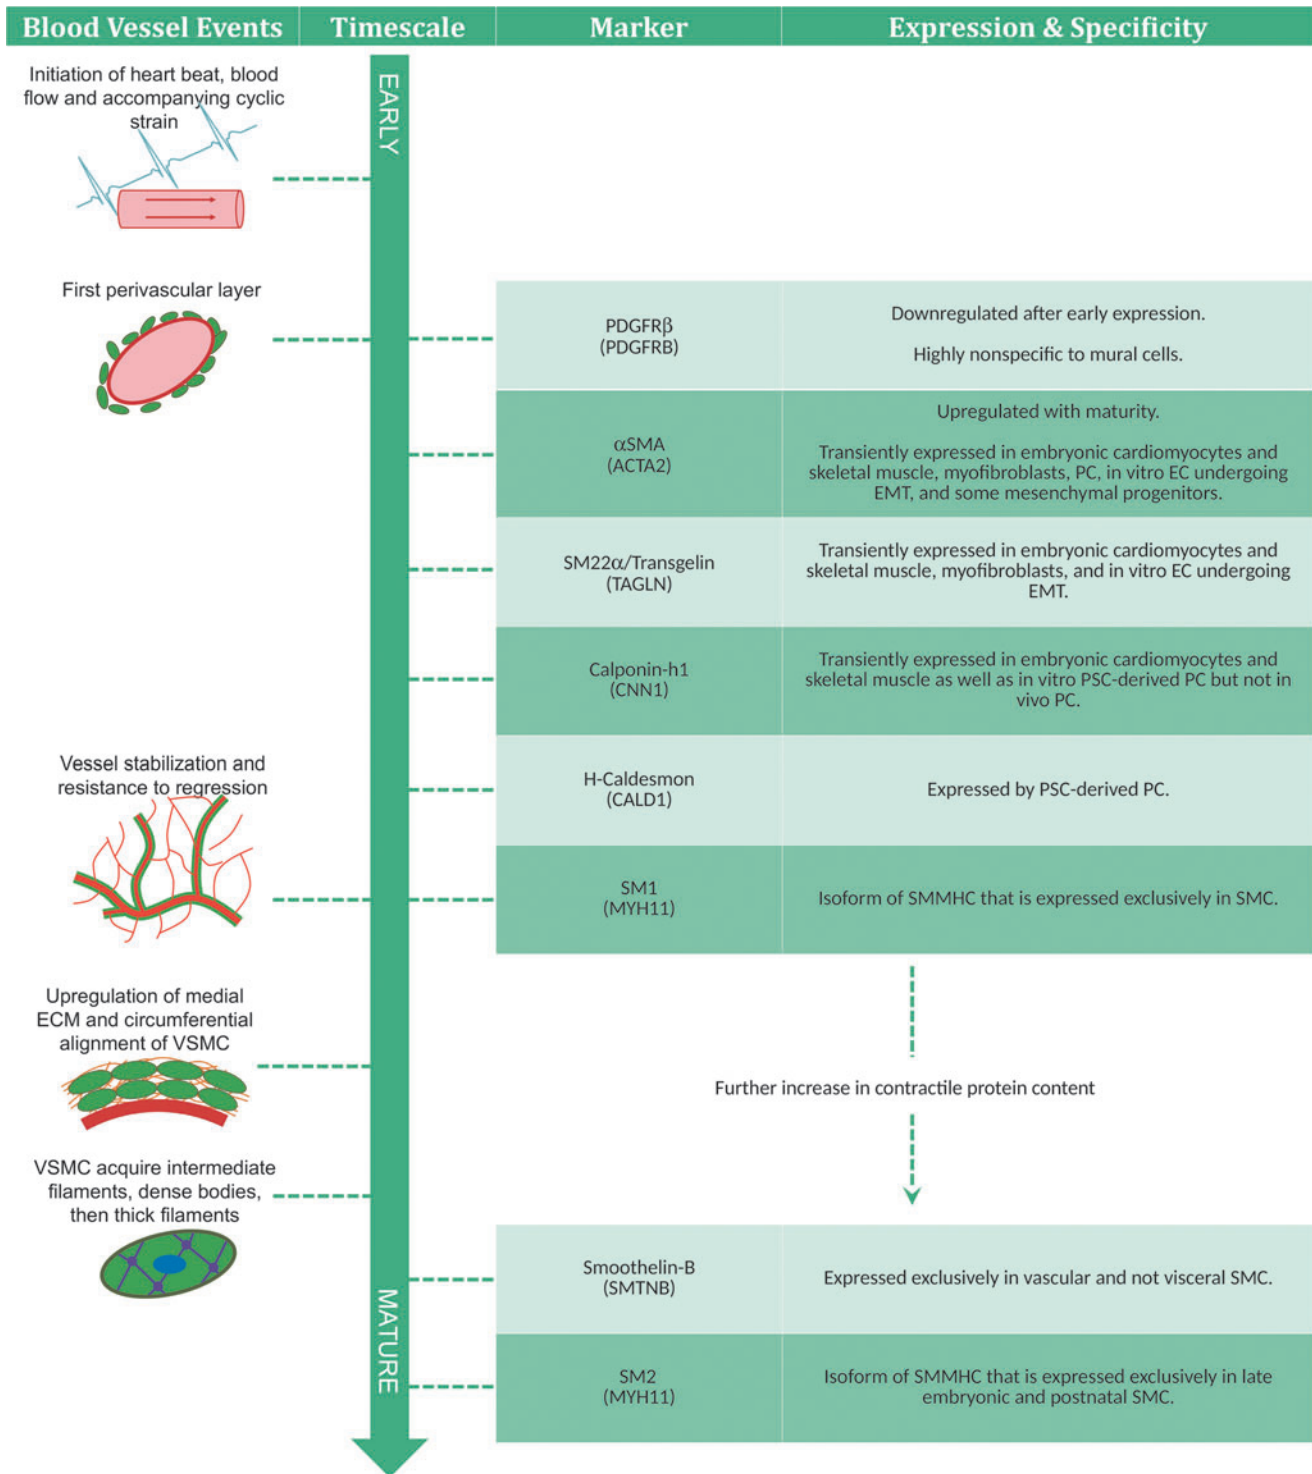 Blood Vessel Events
Timescale
Marker
Expression & Specificity
EARLY
Initiation of heart beat, blood
flow and accompanying cyclic
strain
First perivascular layer
PDGFRβ
(PDGFRB)
Downregulated after early expression.
Highly nonspecific to mural cells.
αSMA
(ACTA2)
Upregulated with maturity.
Transiently expressed in embryonic cardiomyocytes and
skeletal muscle, myofibroblasts, PC, in vitro EC undergoing
EMT, and some mesenchymal progenitors.
SM22α/Transgelin
(TAGLN)
Transiently expressed in embryonic cardiomyocytes and
skeletal muscle, myofibroblasts, and in vitro EC undergoing
EMT.
Calponin-h1
(CNN1)
Transiently expressed in embryonic cardiomyocytes and
skeletal muscle as well as in vitro PSC-derived PC but not in
vivo PC.
H-Caldesmon
(CALD1)
Expressed by PSC-derived PC.
Vessel stabilization and
resistance to regression
SM1
(MYH11)
Isoform of SMMHC that is expressed exclusively in SMC.
Upregulation of medial
ECM and circumferential
alignment of VSMC
Further increase in contractile protein content
VSMC acquire intermediate
filaments, dense bodies,
then thick filaments
Smoothelin-B
(SMTNB)
Expressed exclusively in vascular and not visceral SMC.
MATURE
SM2
(MYH11)
Isoform of SMMHC that is expressed exclusively in late
embryonic and postnatal SMC.